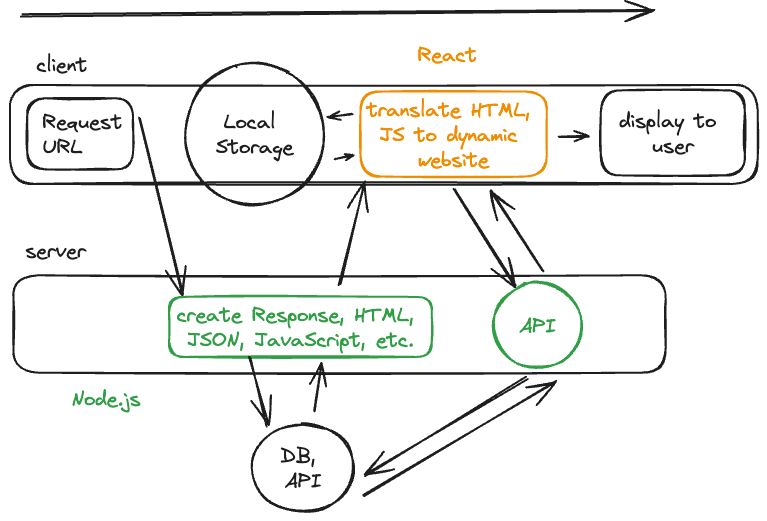 React
client
Request
URL
Local
Storage
translate HTML,
JS to dynamic
website
display to
user
server
create Response, HTML,
JSON, JavaScript, etc.
API
Node.js
DB,
API